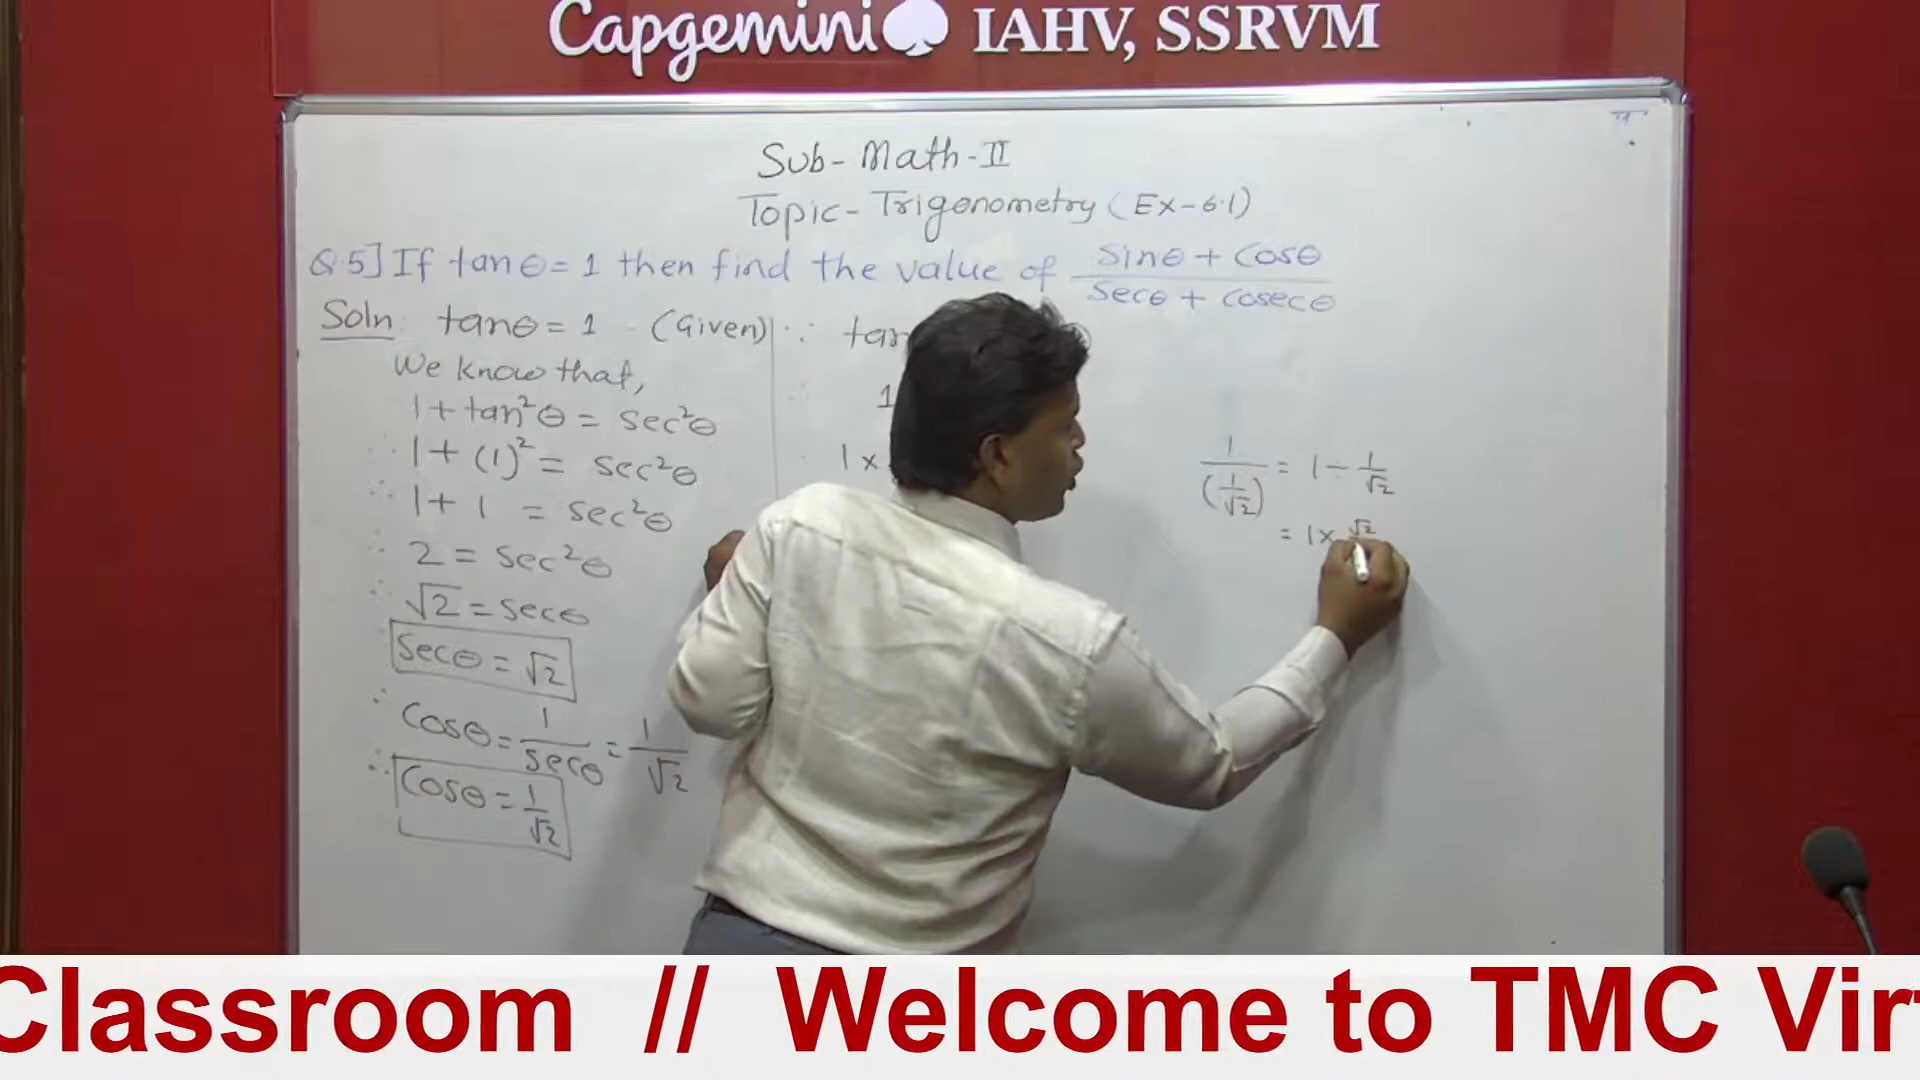 Capgemini IAHV, SSRVM
Sub- Math-II
Topic- Trigonometry (Ex-6.1)
Q.5] If tanθ = 1 then find the value of sinθ + cosθ / secθ + cosecθ
Soln: tanθ = 1 (Given)
We know that,
1 + tan²θ = sec²θ
∴ 1 + (1)² = sec²θ
∴ 1 + 1 = sec²θ
∴ 2 = sec²θ
∴ √2 = secθ
secθ = √2
∴ cosθ = 1/secθ = 1/√2
∴ cosθ = 1/√2
∴ tan
1
1 ×
1/(1/√2) = 1 ÷ 1/√2
= 1 × √2
Classroom // Welcome to TMC Vir